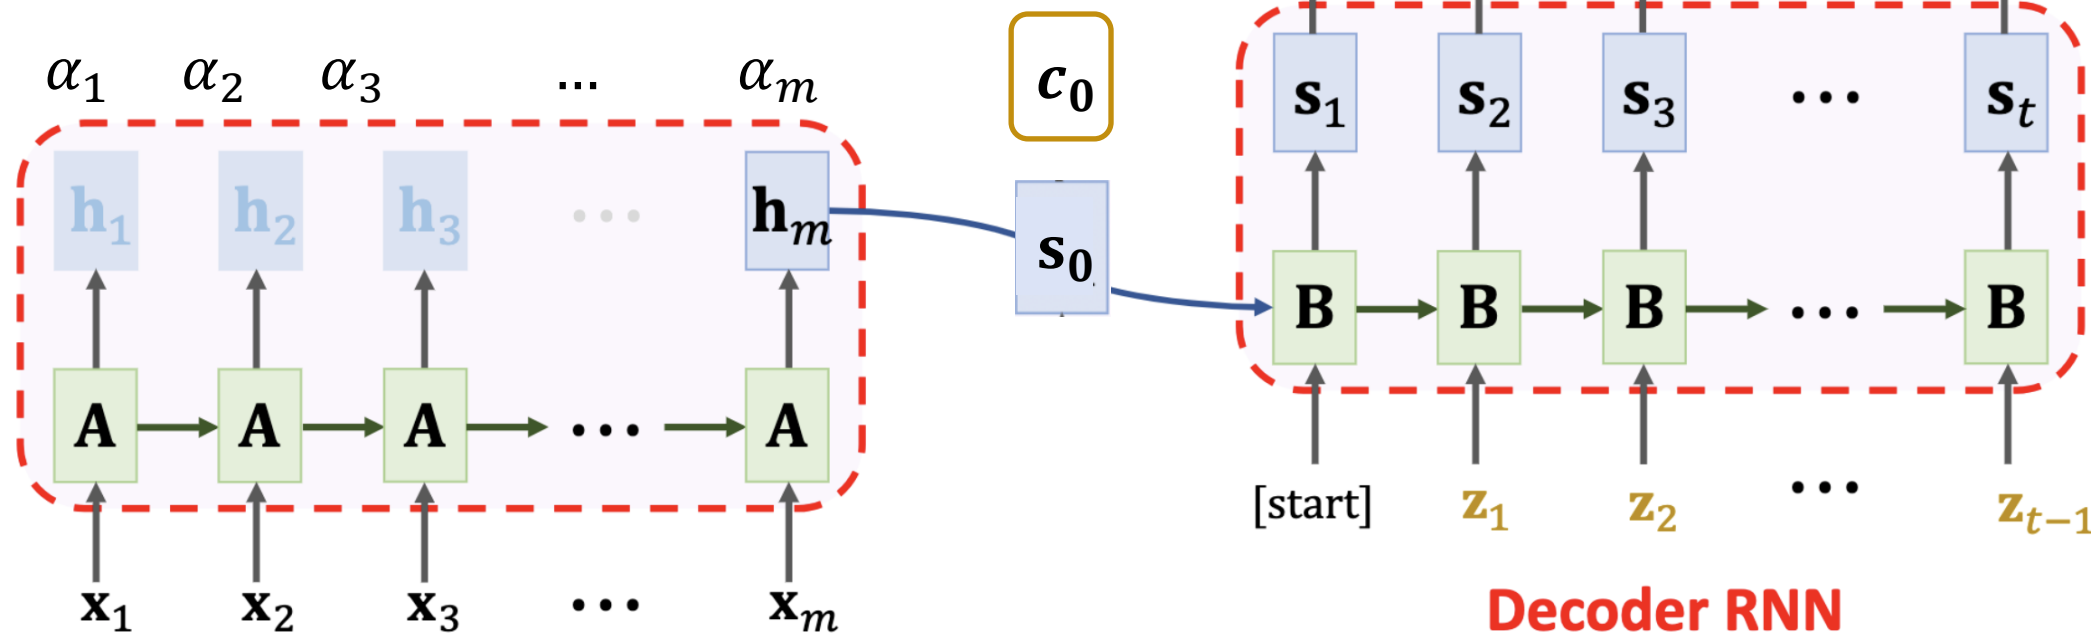 α₁ α₂ α₃ ... αₘ
h₁ h₂ h₃ ... hₘ
A A A ... A
x₁ x₂ x₃ ... xₘ
c₀
s₀
s₁ s₂ s₃ ... sₜ
B B B ... B
[start] z₁ z₂ ... zₜ₋₁
Decoder RNN